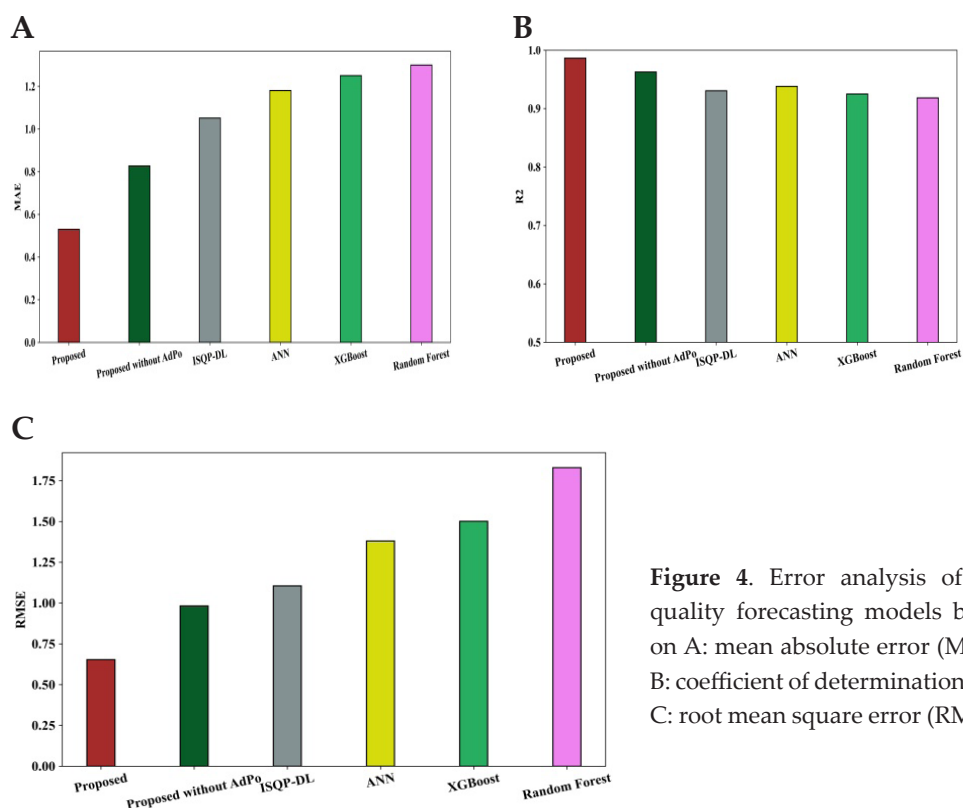 A
MAE
1.2
1.0
0.8
0.6
0.4
0.2
0.0
Proposed
Proposed without AdPo
ISQP-DL
ANN
XGBoost
Random Forest
B
R2
1.0
0.9
0.8
0.7
0.6
0.5
Proposed
Proposed without AdPo
ISQP-DL
ANN
XGBoost
Random Forest
C
RMSE
1.75
1.50
1.25
1.00
0.75
0.50
0.25
0.00
Proposed
Proposed without AdPo
ISQP-DL
ANN
XGBoost
Random Forest
Figure 4. Error analysis of
quality forecasting models b
on A: mean absolute error (M
B: coefficient of determination
C: root mean square error (RM